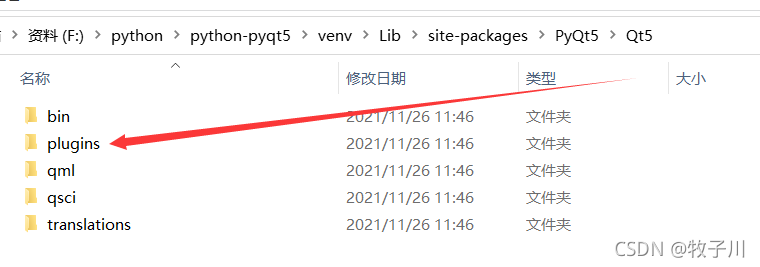 资料 (F:) > python > python-pyqt5 > venv > Lib > site-packages > PyQt5 > Qt5
名称 修改日期 类型 大小
bin 2021/11/26 11:46 文件夹
plugins 2021/11/26 11:46 文件夹
qml 2021/11/26 11:46 文件夹
qsci 2021/11/26 11:46 文件夹
translations 2021/11/26 11:46 文件夹
CSDN @牧子川